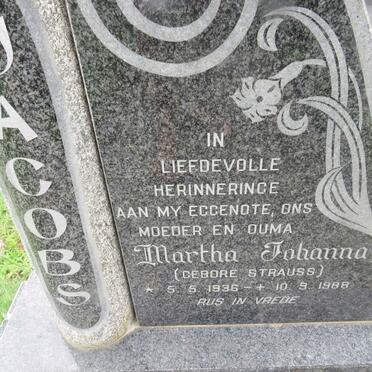 JACOBS
IN
LIEFDEVOLLE
HERINNERINGE
AAN MY EGGENOTE, ONS
MOEDER EN OUMA
Martha Johanna
(GEBORE STRAUSS)
* 5.5.1936 - + 10.9.1988
RUS IN VREDE